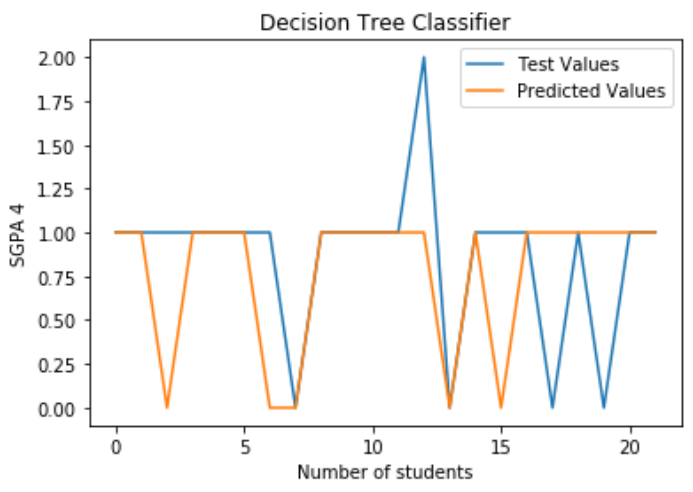 Decision Tree Classifier
Test Values
Predicted Values
2.00
1.75
1.50
1.25
1.00
0.75
0.50
0.25
0.00
SGPA 4
0 5 10 15 20
Number of students